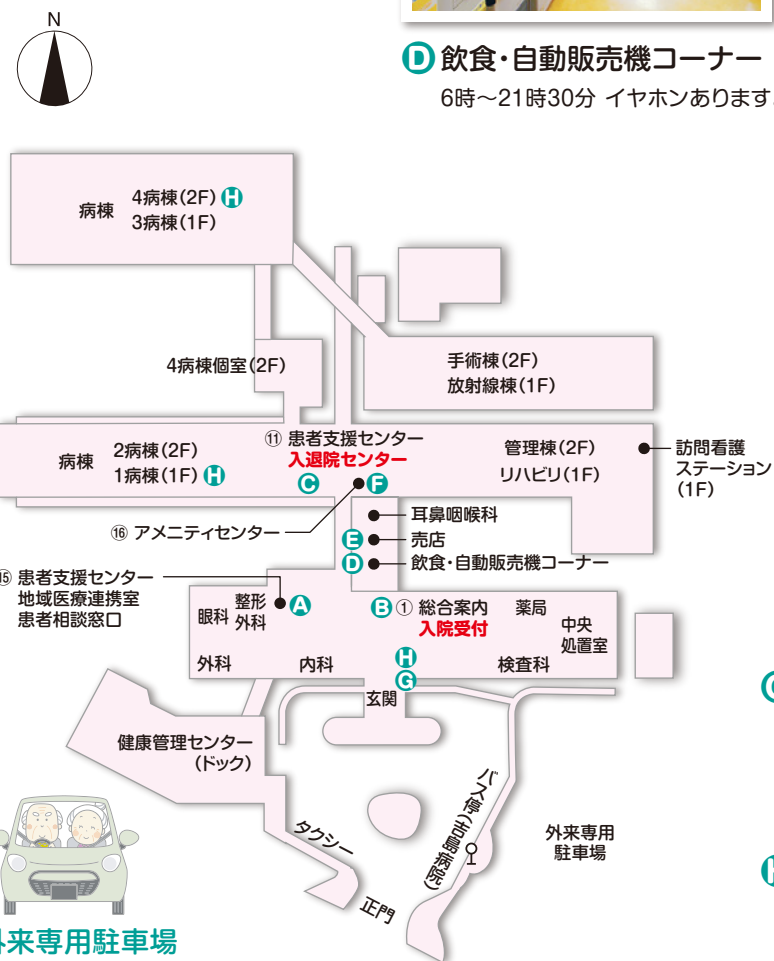 N
D 飲食・自動販売機コーナー
6時〜21時30分 イヤホンあります
病棟
4病棟(2F) H
3病棟(1F)
4病棟個室(2F)
手術棟(2F)
放射線棟(1F)
病棟
2病棟(2F)
1病棟(1F) H
⑪ 患者支援センター
入退院センター
C
F
管理棟(2F)
リハビリ(1F)
訪問看護
ステーション
(1F)
⑯ アメニティセンター
耳鼻咽喉科
E 売店
D 飲食・自動販売機コーナー
⑮ 患者支援センター
地域医療連携室
患者相談窓口
眼科
整形
外科
A
B ① 総合案内
入院受付
薬局
中央
処置室
外科
内科
H
G
検査科
玄関
健康管理センター
(ドック)
タクシー
バス停(吉島病院)
外来専用
駐車場
正門
外来専用駐車場